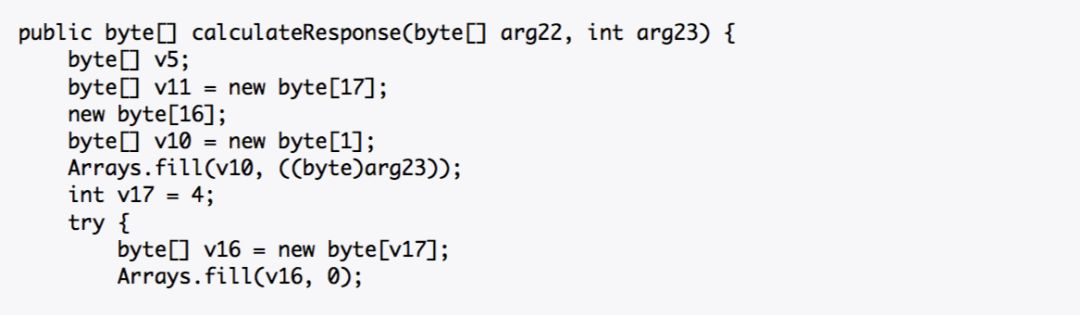 public byte[] calculateResponse(byte[] arg22, int arg23) {
    byte[] v5;
    byte[] v11 = new byte[17];
    new byte[16];
    byte[] v10 = new byte[1];
    Arrays.fill(v10, ((byte)arg23));
    int v17 = 4;
    try {
        byte[] v16 = new byte[v17];
        Arrays.fill(v16, 0);